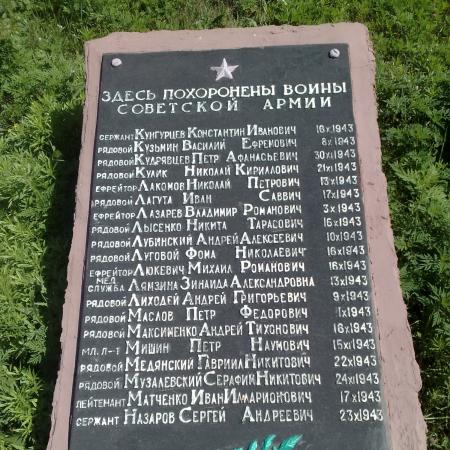 ЗДЕСЬ ПОХОРОНЕНЫ ВОИНЫ
СОВЕТСКОЙ АРМИИ
СЕРЖАНТ КУНГУРЦЕВ КОНСТАНТИН ИВАНОВИЧ 16 X 1943
РЯДОВОЙ КУЗЬМИН ВАСИЛИЙ ЕФРЕМОВИЧ 8 X 1943
РЯДОВОЙ КУДРЯВЦЕВ ПЕТР АФАНАСЬЕВИЧ 30 XI 1943
РЯДОВОЙ КУЛИК НИКОЛАЙ КИРИЛЛОВИЧ 21 X 1943
ЕФРЕЙТОР ЛАКОМОВ НИКОЛАЙ ПЕТРОВИЧ 13 X 1943
РЯДОВОЙ ЛАГУТА ИВАН САВВИЧ 17 X 1943
ЕФРЕЙТОР ЛАЗАРЕВ ВЛАДИМИР РОМАНОВИЧ 3 X 1943
РЯДОВОЙ ЛЫСЕНКО НИКИТА ТАРАСОВИЧ 16 X 1943
РЯДОВОЙ ЛУБИНСКИЙ АНДРЕЙ АЛЕКСЕЕВИЧ 10 X 1943
РЯДОВОЙ ЛУГОВОЙ ФОМА НИКОЛАЕВИЧ 16 X 1943
ЕФРЕЙТОР ЛЮКЕВИЧ МИХАИЛ РОМАНОВИЧ 16 X 1943
МЕД. СЛУЖБА ЛЯМЗИНА ЗИНАИДА АЛЕКСАНДРОВНА 13 X 1943
РЯДОВОЙ ЛИХОДЕЙ АНДРЕЙ ГРИГОРЬЕВИЧ 9 X 1943
РЯДОВОЙ МАСЛОВ ПЕТР ФЕДОРОВИЧ 1 X 1943
РЯДОВОЙ МАКСИМЕНКО АНДРЕЙ ТИХОНОВИЧ 16 X 1943
МЛ. Л-Т МИШИН ПЕТР НАУМОВИЧ 15 X 1943
РЯДОВОЙ МЕДЯНСКИЙ ГАВРИИЛ НИКИТОВИЧ 22 X 1943
РЯДОВОЙ МУЗАЛЕВСКИЙ СЕРАФИМ НИКИТОВИЧ 24 X 1943
ЛЕЙТЕНАНТ МАТЧЕНКО ИВАН ИЛАРИОНОВИЧ 17 X 1943
СЕРЖАНТ НАЗАРОВ СЕРГЕЙ АНДРЕЕВИЧ 23 X 1943